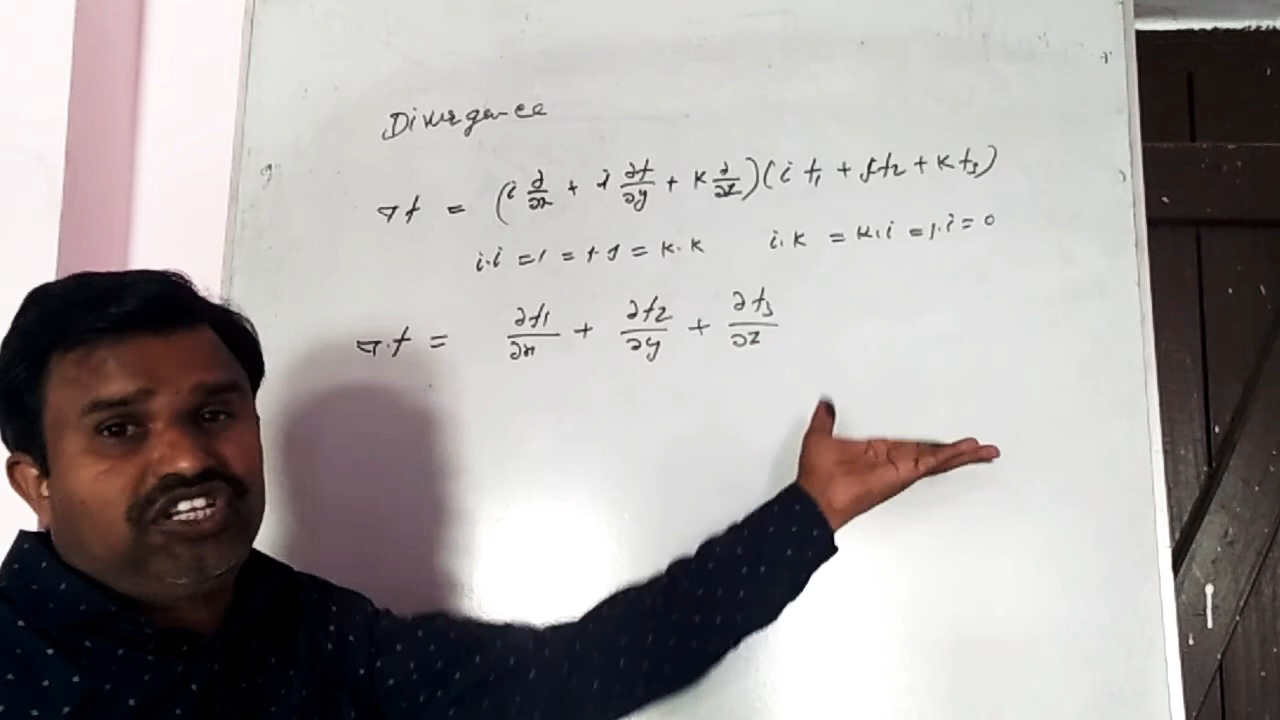 Divergence
∇f = (i ∂/∂x + j ∂f/∂y + k ∂/∂z)(i f₁ + j f₂ + k f₃)
i.i = 1 = j.j = k.k i.k = k.i = j.i = 0
∇.f = ∂f₁/∂x + ∂f₂/∂y + ∂f₃/∂z